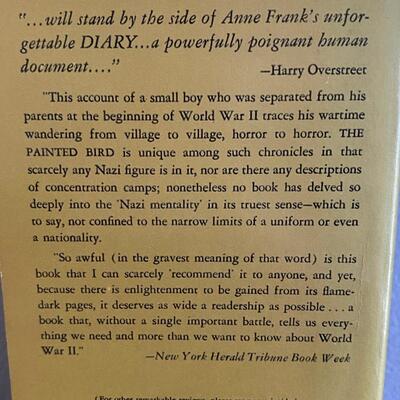 "...will stand by the side of Anne Frank's unfor-
gettable DIARY...a powerfully poignant human
document...."
—Harry Overstreet
"This account of a small boy who was separated from his
parents at the beginning of World War II traces his wartime
wandering from village to village, horror to horror. THE
PAINTED BIRD is unique among such chronicles in that
scarcely any Nazi figure is in it, nor are there any descriptions
of concentration camps; nonetheless no book has delved so
deeply into the 'Nazi mentality' in its truest sense—which is
to say, not confined to the narrow limits of a uniform or even
a nationality.
"So awful (in the gravest meaning of that word) is this
book that I can scarcely 'recommend' it to anyone, and yet,
because there is enlightenment to be gained from its flame-
dark pages, it deserves as wide a readership as possible . . . a
book that, without a single important battle, tells us every-
thing we need and more than we want to know about World
War II."
—New York Herald Tribune Book Week
(For other remarkable reviews, please